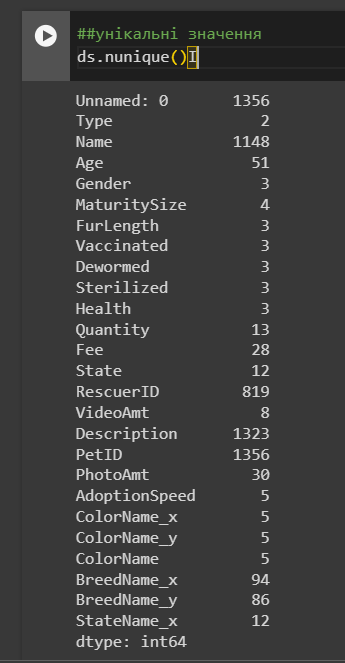 ##унікальні значення
ds.nunique()
Unnamed: 0 1356
Type 2
Name 1148
Age 51
Gender 3
MaturitySize 4
FurLength 3
Vaccinated 3
Dewormed 3
Sterilized 3
Health 3
Quantity 13
Fee 28
State 12
RescuerID 819
VideoAmt 8
Description 1323
PetID 1356
PhotoAmt 30
AdoptionSpeed 5
ColorName_x 5
ColorName_y 5
ColorName 5
BreedName_x 94
BreedName_y 86
StateName_x 12
dtype: int64